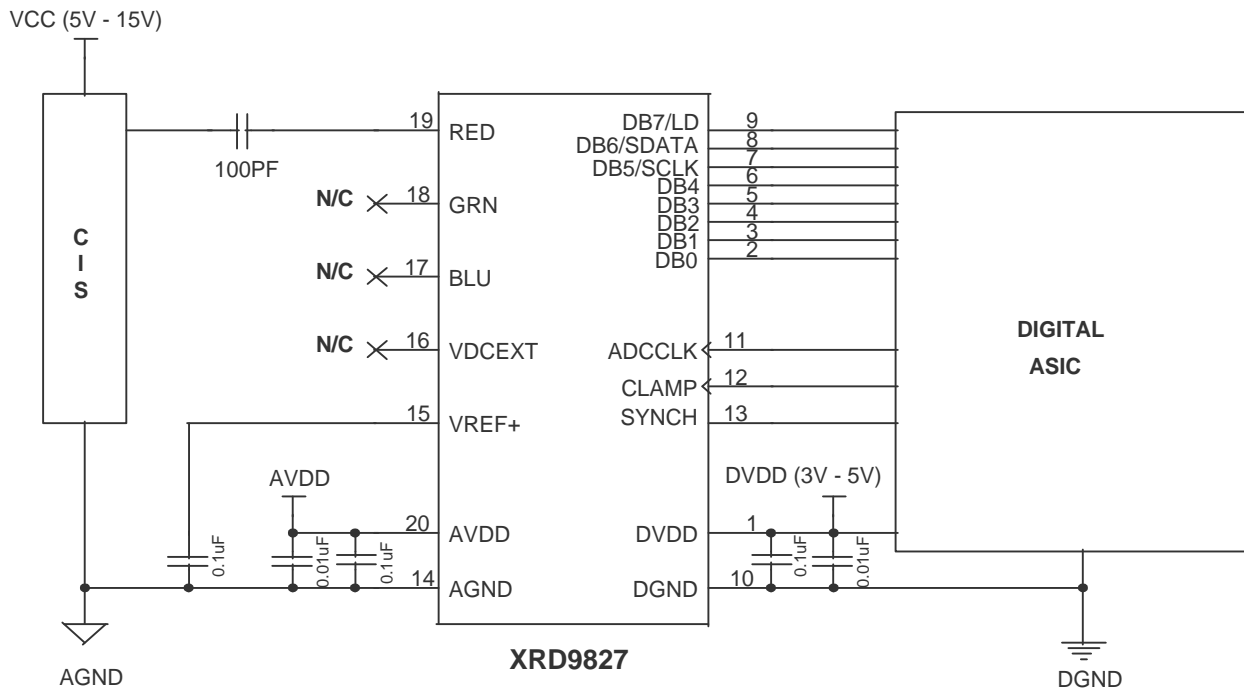 VCC (5V - 15V)
CIS
100PF
19 RED
N/C 18 GRN
N/C 17 BLU
N/C 16 VDCEXT
15 VREF+
AVDD
20 AVDD
14 AGND
0.1uF
0.01uF
0.1uF
AGND
DB7/LD 9
DB6/SDATA 8
DB5/SCLK 7
DB4 6
DB3 5
DB2 4
DB1 3
DB0 2
ADCCLK 11
CLAMP 12
SYNCH 13
DVDD (3V - 5V)
DVDD 1
DGND 10
0.1uF
0.01uF
XRD9827
DIGITAL
ASIC
DGND